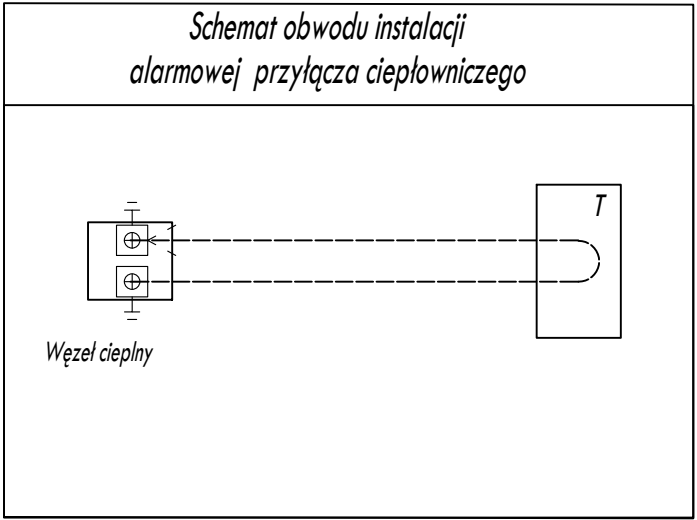 Schemat obwodu instalacji
alarmowej przyłącza ciepłowniczego
T
Węzeł cieplny